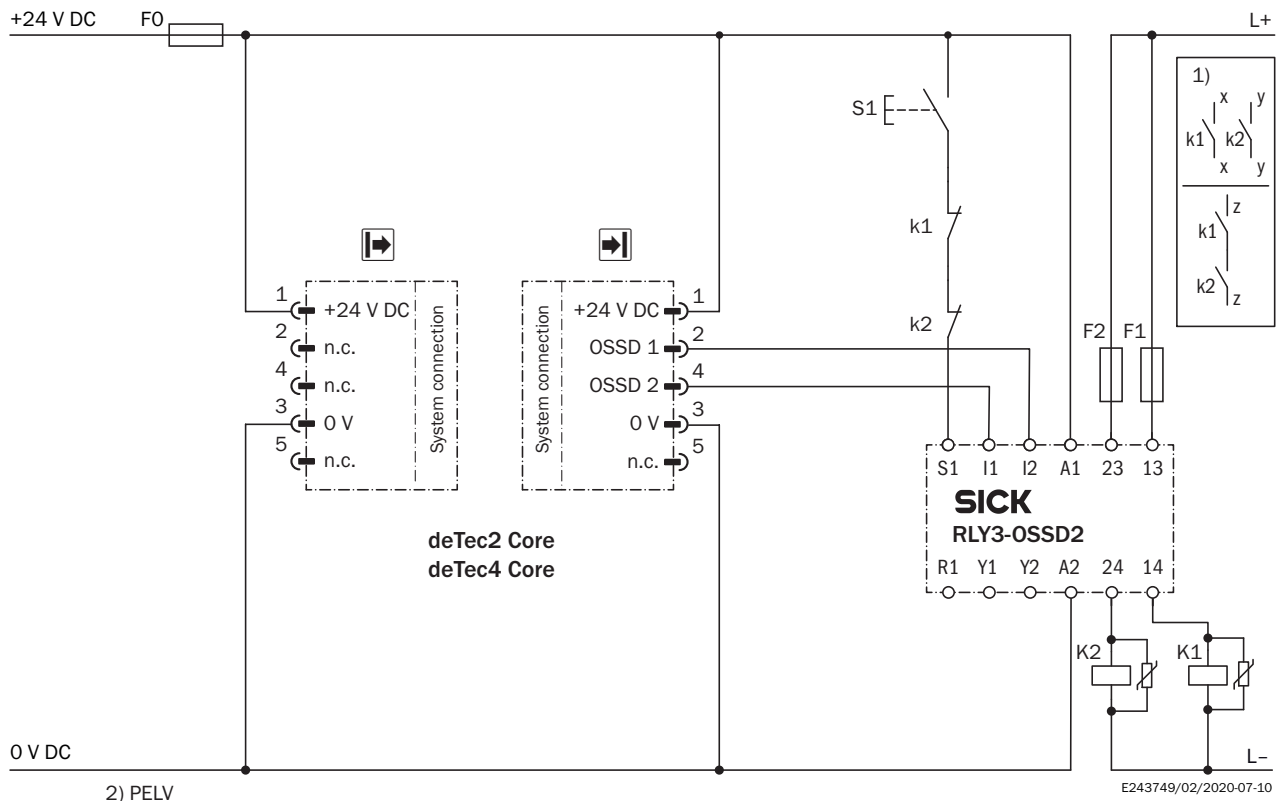 +24 V DC F0
L+
1)
x y
k1 k2
x y
z
k1
k2
z
S1
k1
k2
F2 F1
1 +24 V DC
2 n.c.
4 n.c.
3 0 V
5 n.c.
System connection
System connection
+24 V DC 1
OSSD 1 2
OSSD 2 4
0 V 3
n.c. 5
deTec2 Core
deTec4 Core
S1 I1 I2 A1 23 13
SICK
RLY3-OSSD2
R1 Y1 Y2 A2 24 14
K2 K1
0 V DC
L–
2) PELV
E243749/02/2020-07-10